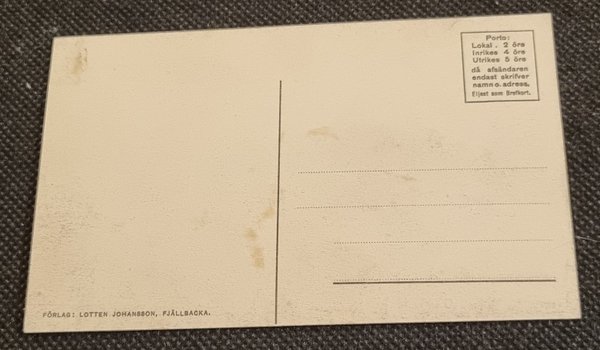 Porto:
Lokal . 2 öre
Inrikes 4 öre
Utrikes 5 öre
då afsändaren
endast skrifver
namn o. adress.
Eljest som Brefkort.
FÖRLAG: LOTTEN JOHANSSON, FJÄLLBACKA.